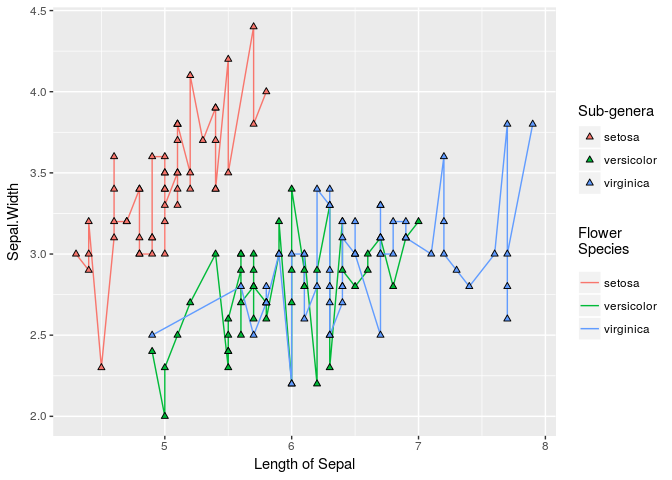 4.5
4.0
3.5
3.0
2.5
2.0
Sepal.Width
5
6
7
8
Length of Sepal
Sub-genera
setosa
versicolor
virginica
Flower
Species
setosa
versicolor
virginica